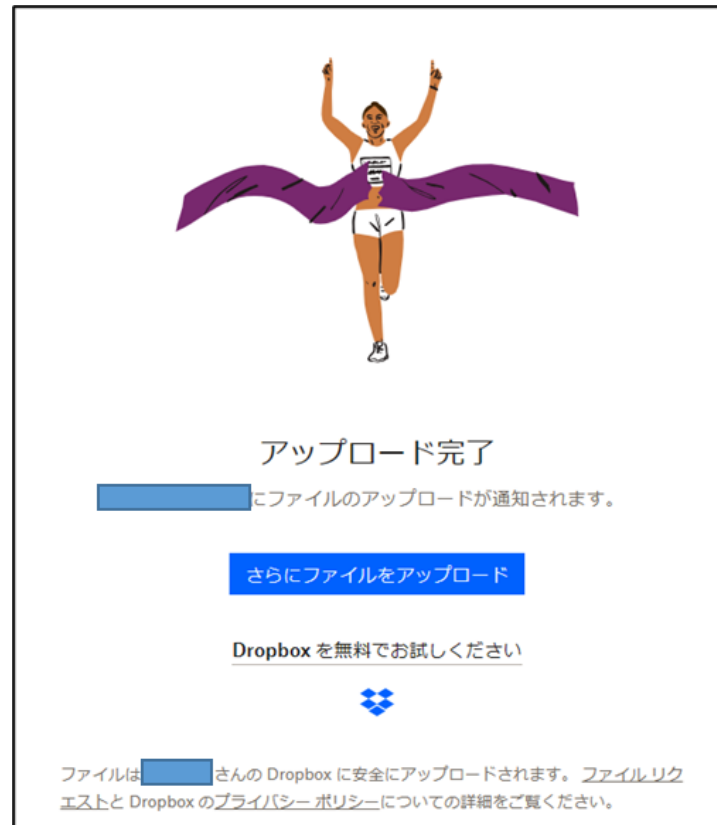 アップロード完了
にファイルのアップロードが通知されます。
さらにファイルをアップロード
Dropbox を無料でお試しください
ファイルは さんの Dropbox に安全にアップロードされます。 ファイル リク
エストと Dropbox のプライバシー ポリシーについての詳細をご覧ください。